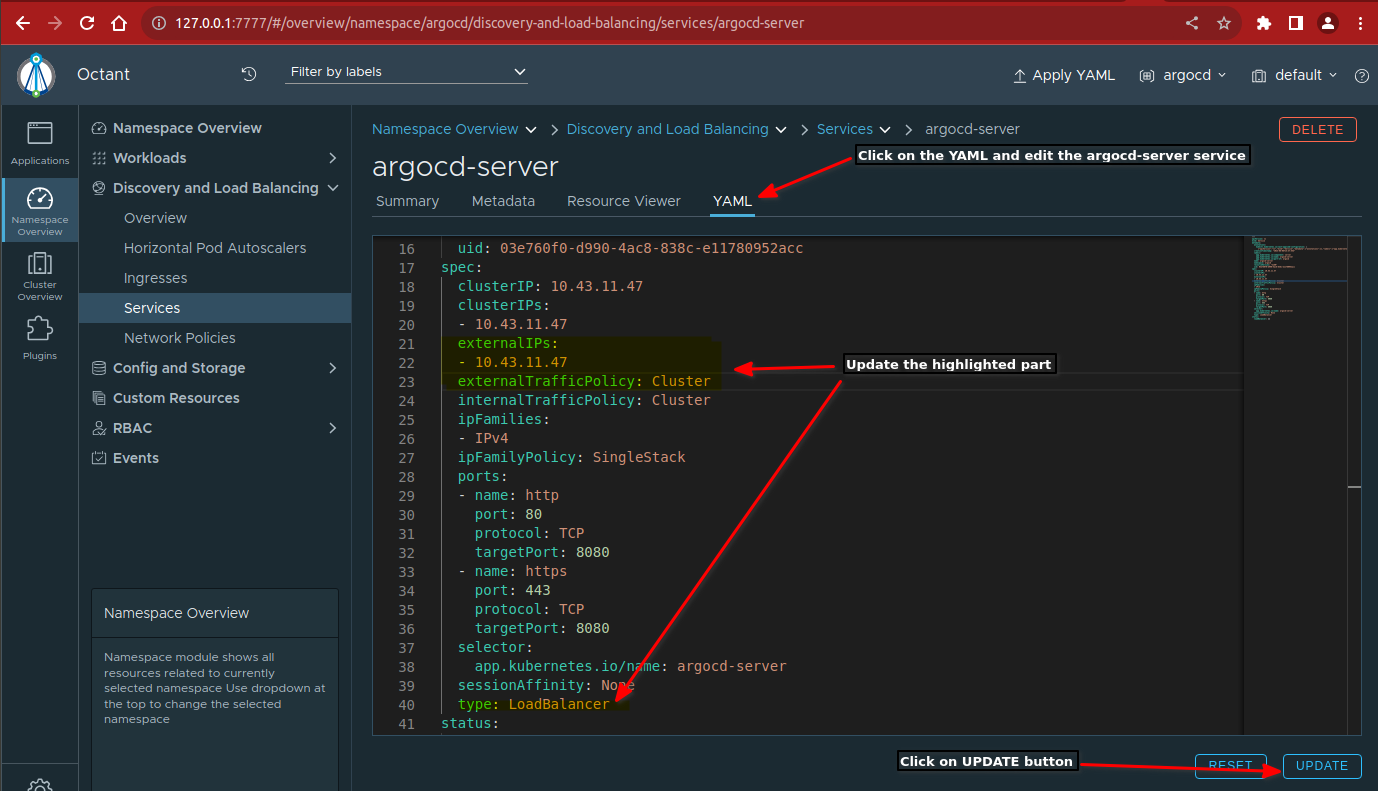 127.0.0.1:7777/#/overview/namespace/argocd/discovery-and-load-balancing/services/argocd-server
Octant
Filter by labels
Apply YAML
argocd
default
Applications
Namespace
Overview
Cluster
Overview
Plugins
Namespace Overview
Workloads
Discovery and Load Balancing
Overview
Horizontal Pod Autoscalers
Ingresses
Services
Network Policies
Config and Storage
Custom Resources
RBAC
Events
Namespace Overview
Namespace module shows all
resources related to currently
selected namespace Use dropdown at
the top to change the selected
namespace
Namespace Overview > Discovery and Load Balancing > Services > argocd-server
DELETE
argocd-server
Click on the YAML and edit the argocd-server service
Summary Metadata Resource Viewer YAML
16 uid: 03e760f0-d990-4ac8-838c-e11780952acc
17 spec:
18 clusterIP: 10.43.11.47
19 clusterIPs:
20 - 10.43.11.47
21 externalIPs:
22 - 10.43.11.47
23 externalTrafficPolicy: Cluster
24 internalTrafficPolicy: Cluster
25 ipFamilies:
26 - IPv4
27 ipFamilyPolicy: SingleStack
28 ports:
29 - name: http
30 port: 80
31 protocol: TCP
32 targetPort: 8080
33 - name: https
34 port: 443
35 protocol: TCP
36 targetPort: 8080
37 selector:
38 app.kubernetes.io/name: argocd-server
39 sessionAffinity: None
40 type: LoadBalancer
41 status:
Update the highlighted part
Click on UPDATE button
RESET
UPDATE